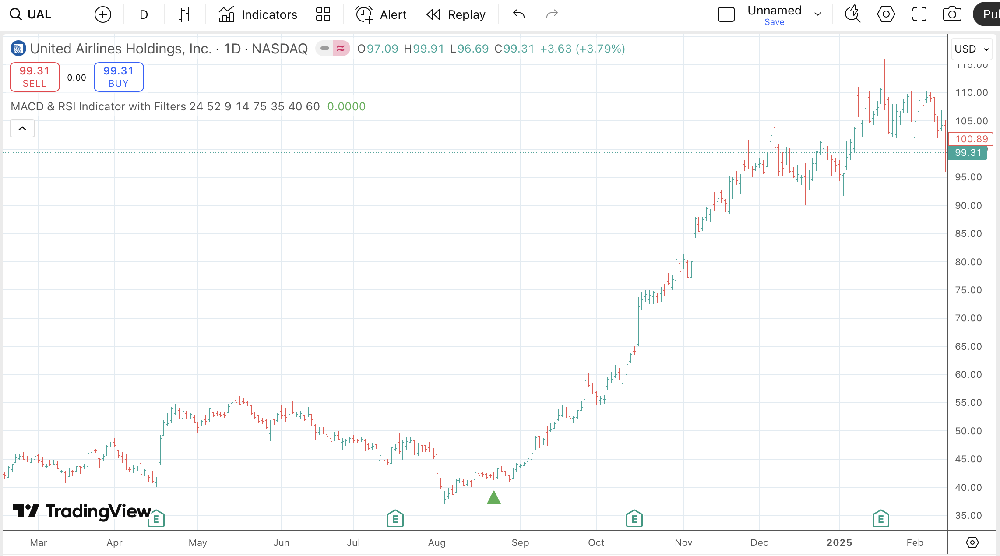 UAL D Indicators Alert Replay Unnamed
Save
United Airlines Holdings, Inc. · 1D · NASDAQ O97.09 H99.91 L96.69 C99.31 +3.63 (+3.79%) USD
99.31 SELL 0.00 99.31 BUY
MACD & RSI Indicator with Filters 24 52 9 14 75 35 40 60 0.0000
115.00
110.00
105.00
100.89
99.31
95.00
90.00
85.00
80.00
75.00
70.00
65.00
60.00
55.00
50.00
45.00
40.00
35.00
TradingView
E E E E
Mar Apr May Jun Jul Aug Sep Oct Nov Dec 2025 Feb